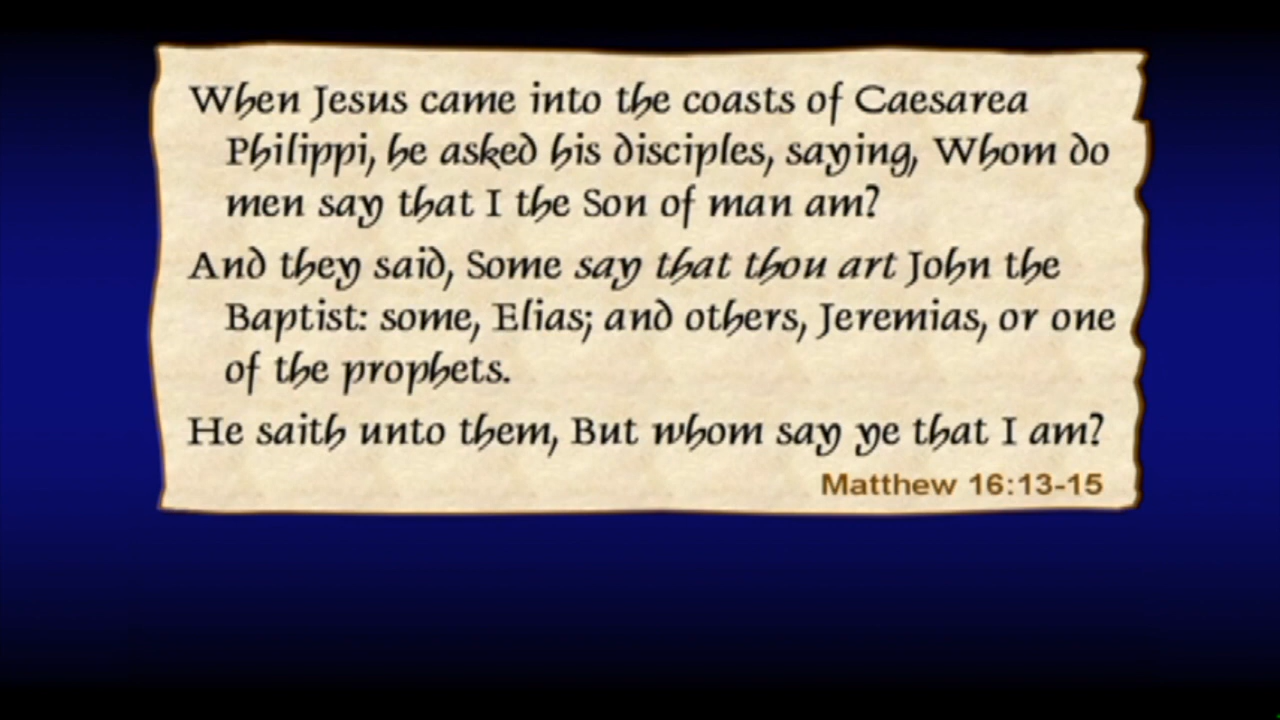 When Jesus came into the coasts of Caesarea
Philippi, he asked his disciples, saying, Whom do
men say that I the Son of man am?
And they said, Some say that thou art John the
Baptist: some, Elias; and others, Jeremias, or one
of the prophets.
He saith unto them, But whom say ye that I am?
Matthew 16:13-15